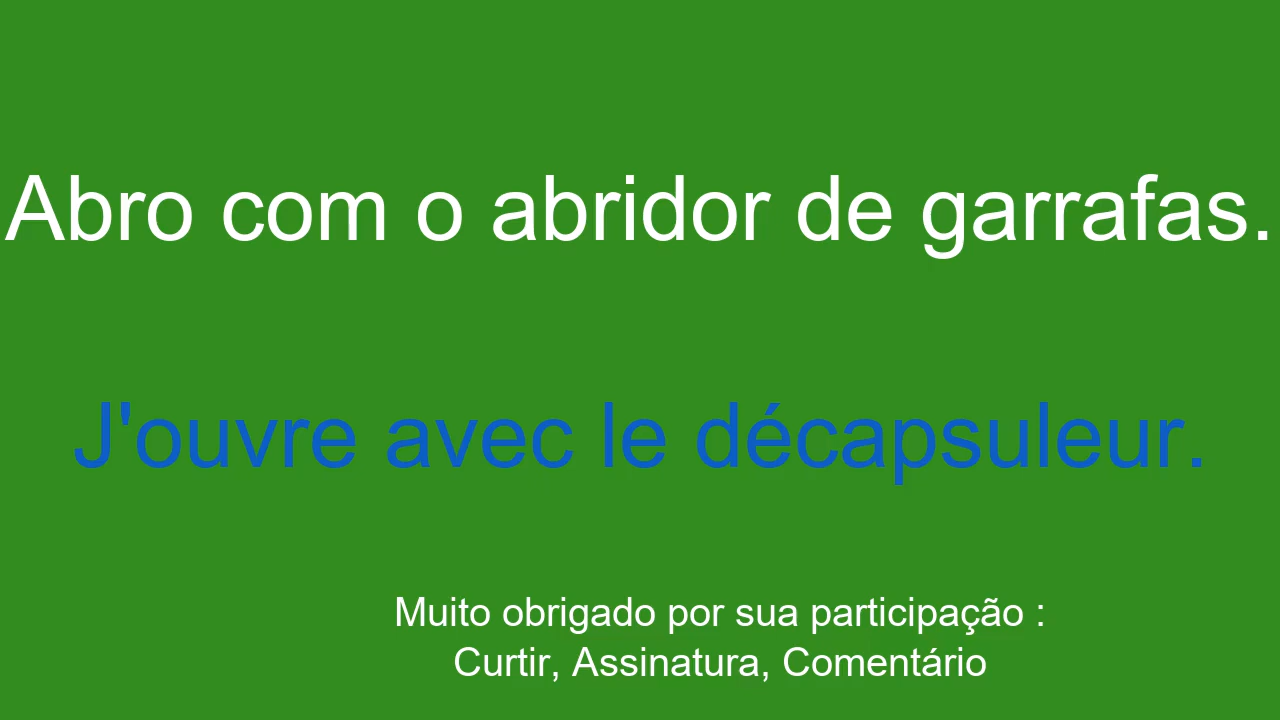 Abro com o abridor de garrafas.
J'ouvre avec le décapsuleur.
Muito obrigado por sua participação :
Curtir, Assinatura, Comentário